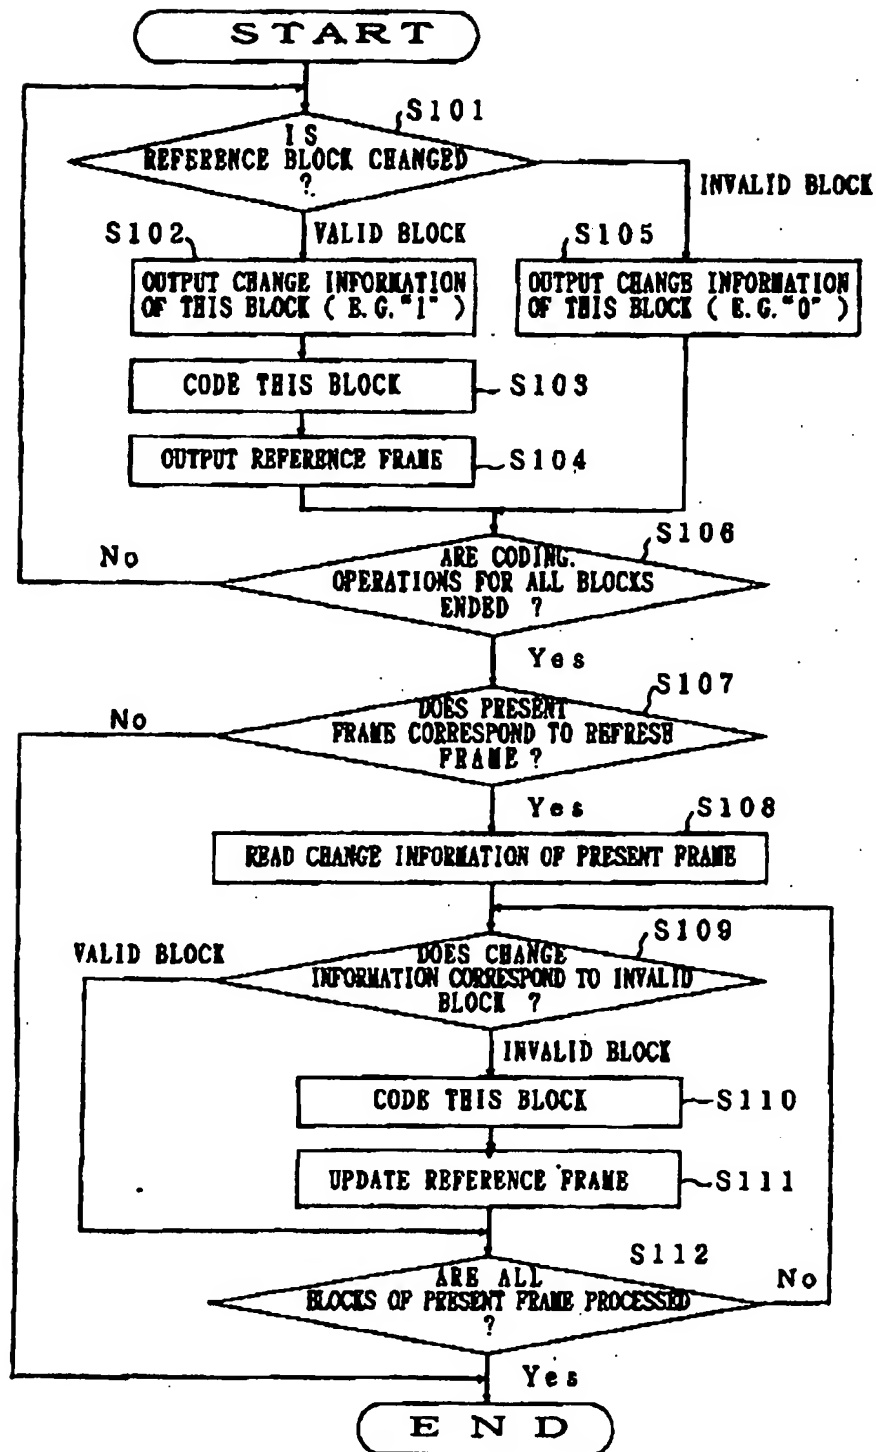 START
S101
IS
REFERENCE BLOCK CHANGED
?
INVALID BLOCK
S102
VALID BLOCK
S105
OUTPUT CHANGE INFORMATION
OF THIS BLOCK ( E.G. "1" )
OUTPUT CHANGE INFORMATION
OF THIS BLOCK ( E.G. "0" )
CODE THIS BLOCK
S103
OUTPUT REFERENCE FRAME
S104
S106
No
ARE CODING.
OPERATIONS FOR ALL BLOCKS
ENDED ?
Yes
S107
No
DOES PRESENT
FRAME CORRESPOND TO REFRESH
FRAME ?
Yes
S108
READ CHANGE INFORMATION OF PRESENT FRAME
S109
VALID BLOCK
DOES CHANGE
INFORMATION CORRESPOND TO INVALID
BLOCK ?
INVALID BLOCK
CODE THIS BLOCK
S110
UPDATE REFERENCE FRAME
S111
S112
ARE ALL
BLOCKS OF PRESENT FRAME PROCESSED
?
No
Yes
END